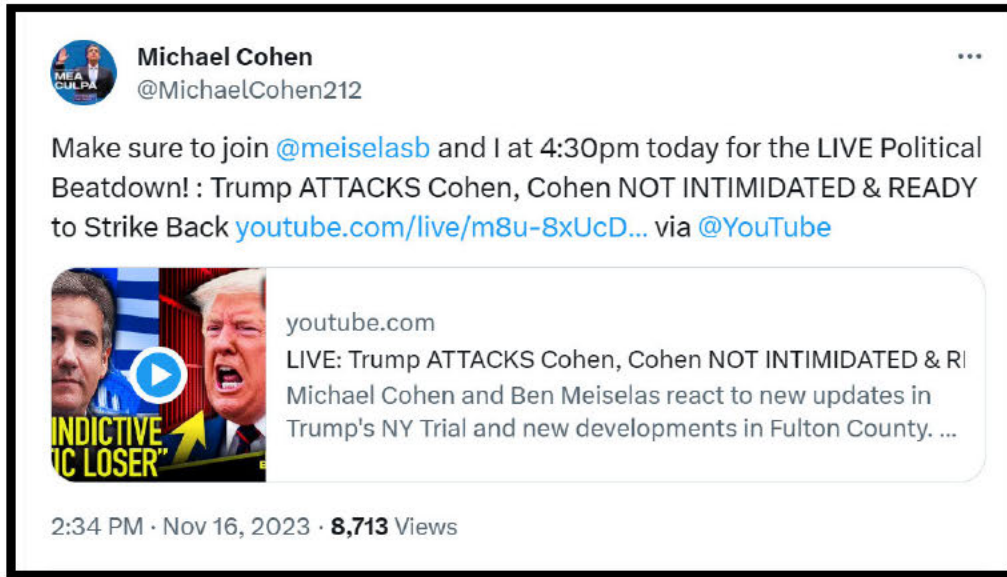 MEA
CULPA
Michael Cohen
@MichaelCohen212
Make sure to join @meiselasb and I at 4:30pm today for the LIVE Political
Beatdown! : Trump ATTACKS Cohen, Cohen NOT INTIMIDATED & READY
to Strike Back youtube.com/live/m8u-8xUcD... via @YouTube
INDICTIVE
IC LOSER”
youtube.com
LIVE: Trump ATTACKS Cohen, Cohen NOT INTIMIDATED & RI
Michael Cohen and Ben Meiselas react to new updates in
Trump's NY Trial and new developments in Fulton County. ...
2:34 PM · Nov 16, 2023 · 8,713 Views